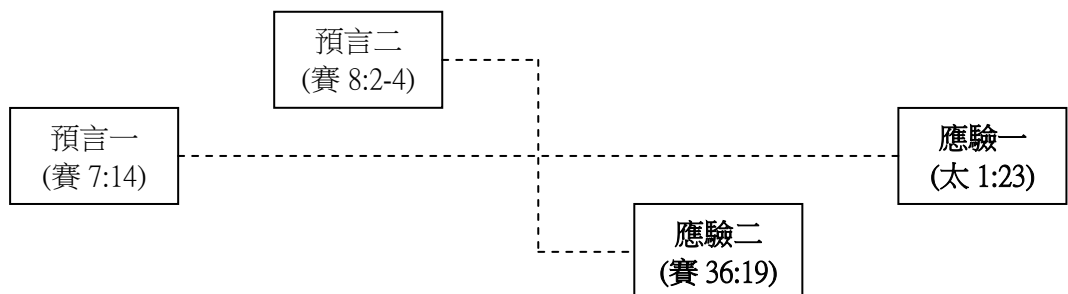 預言二
(賽 8:2-4)
預言一
(賽 7:14)
應驗一
(太 1:23)
應驗二
(賽 36:19)